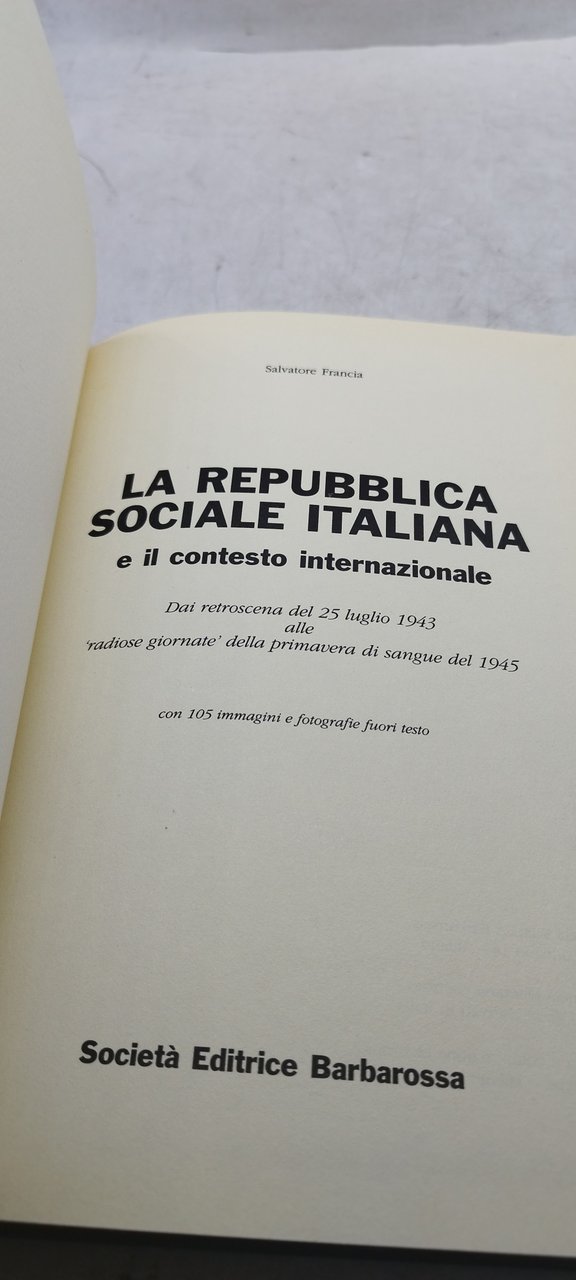 Salvatore Francia
LA REPUBBLICA
SOCIALE ITALIANA
e il contesto internazionale
Dai retroscena del 25 luglio 1943
alle
'radiose giornate' della primavera di sangue del 1945
con 105 immagini e fotografie fuori testo
Società Editrice Barbarossa